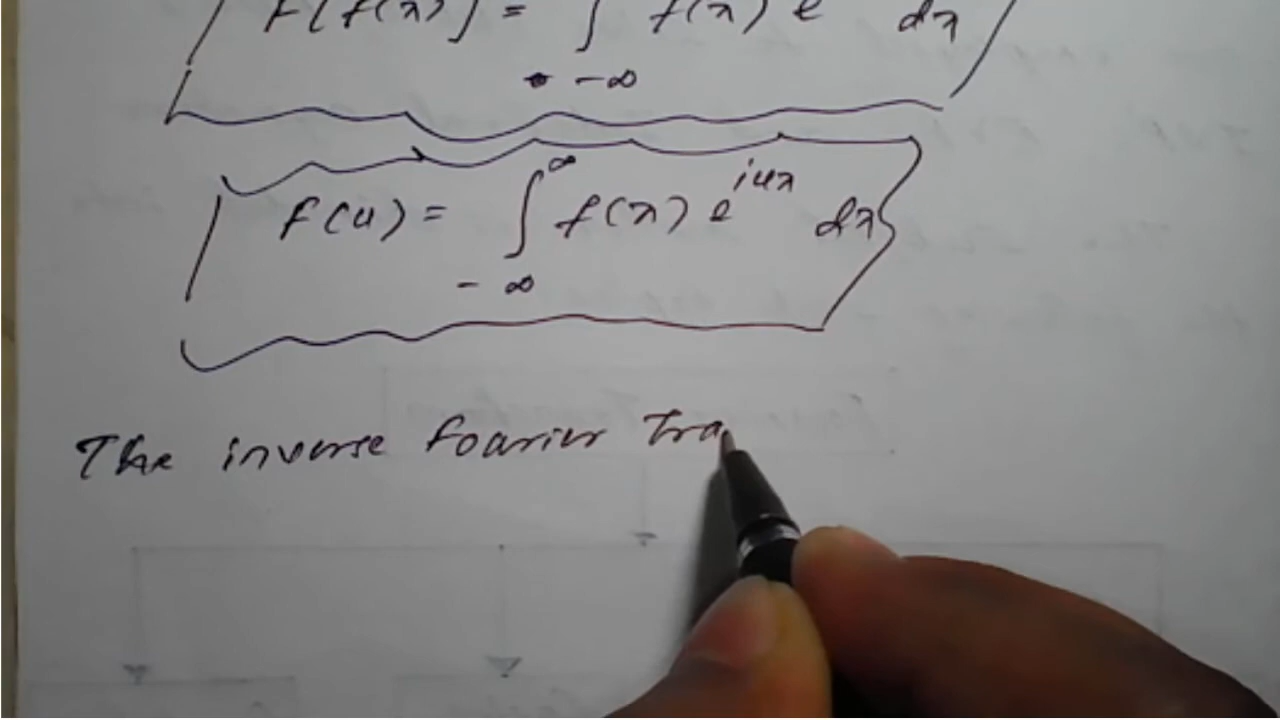 F[f(x)] = ∫ f(x) e dx
-∞
f(u) = ∫ f(x) e^{iux} dx
∞
- ∞
The inverse fourier Tra